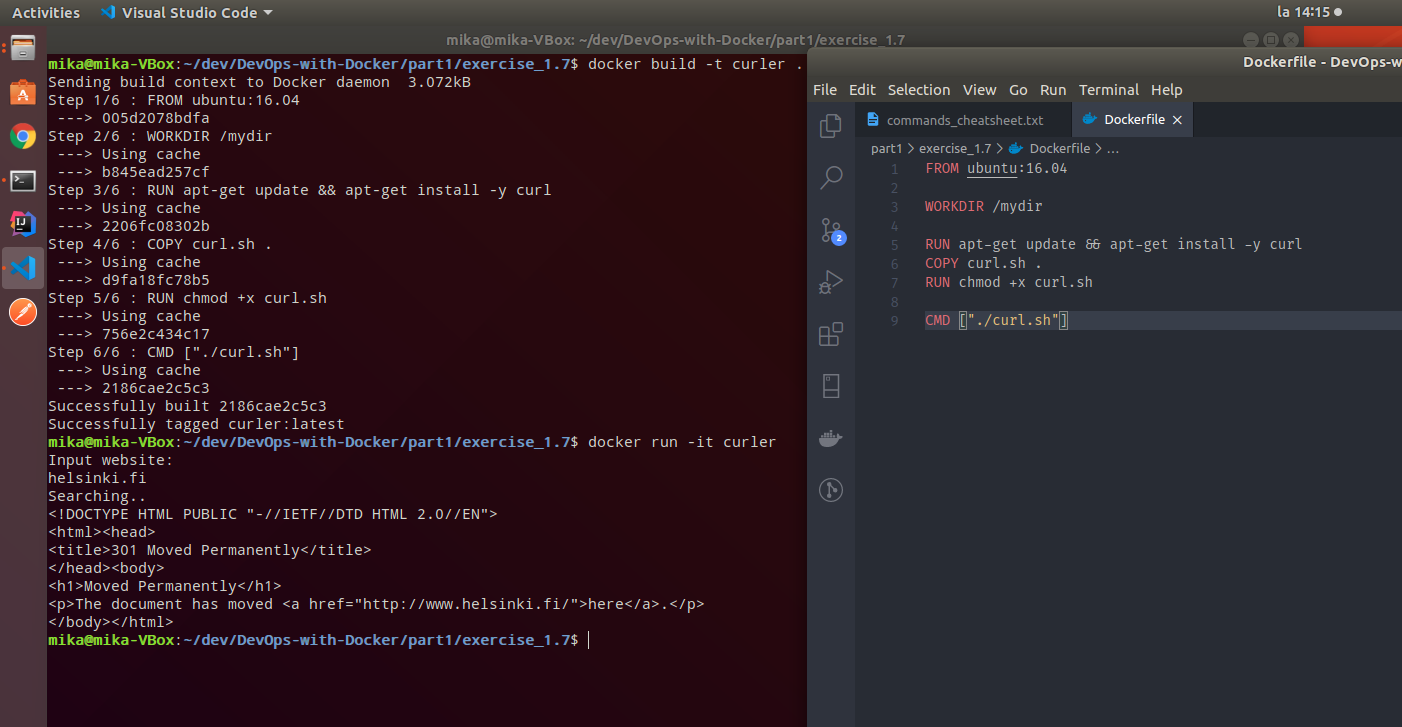 Activities
Visual Studio Code
la 14:15
mika@mika-VBox: ~/dev/DevOps-with-Docker/part1/exercise_1.7
mika@mika-VBox:~/dev/DevOps-with-Docker/part1/exercise_1.7$ docker build -t curler .
Sending build context to Docker daemon  3.072kB
Step 1/6 : FROM ubuntu:16.04
 ---> 005d2078bdfa
Step 2/6 : WORKDIR /mydir
 ---> Using cache
 ---> b845ead257cf
Step 3/6 : RUN apt-get update && apt-get install -y curl
 ---> Using cache
 ---> 2206fc08302b
Step 4/6 : COPY curl.sh .
 ---> Using cache
 ---> d9fa18fc78b5
Step 5/6 : RUN chmod +x curl.sh
 ---> Using cache
 ---> 756e2c434c17
Step 6/6 : CMD ["./curl.sh"]
 ---> Using cache
 ---> 2186cae2c5c3
Successfully built 2186cae2c5c3
Successfully tagged curler:latest
mika@mika-VBox:~/dev/DevOps-with-Docker/part1/exercise_1.7$ docker run -it curler
Input website:
helsinki.fi
Searching..
<!DOCTYPE HTML PUBLIC "-//IETF//DTD HTML 2.0//EN">
<html><head>
<title>301 Moved Permanently</title>
</head><body>
<h1>Moved Permanently</h1>
<p>The document has moved <a href="http://www.helsinki.fi/">here</a>.</p>
</body></html>
mika@mika-VBox:~/dev/DevOps-with-Docker/part1/exercise_1.7$
Dockerfile - DevOps-w
File Edit Selection View Go Run Terminal Help
commands_cheatsheet.txt
Dockerfile
part1 > exercise_1.7 > Dockerfile > ...
1 FROM ubuntu:16.04
2
3 WORKDIR /mydir
4
5 RUN apt-get update && apt-get install -y curl
6 COPY curl.sh .
7 RUN chmod +x curl.sh
8
9 CMD ["./curl.sh"]
2